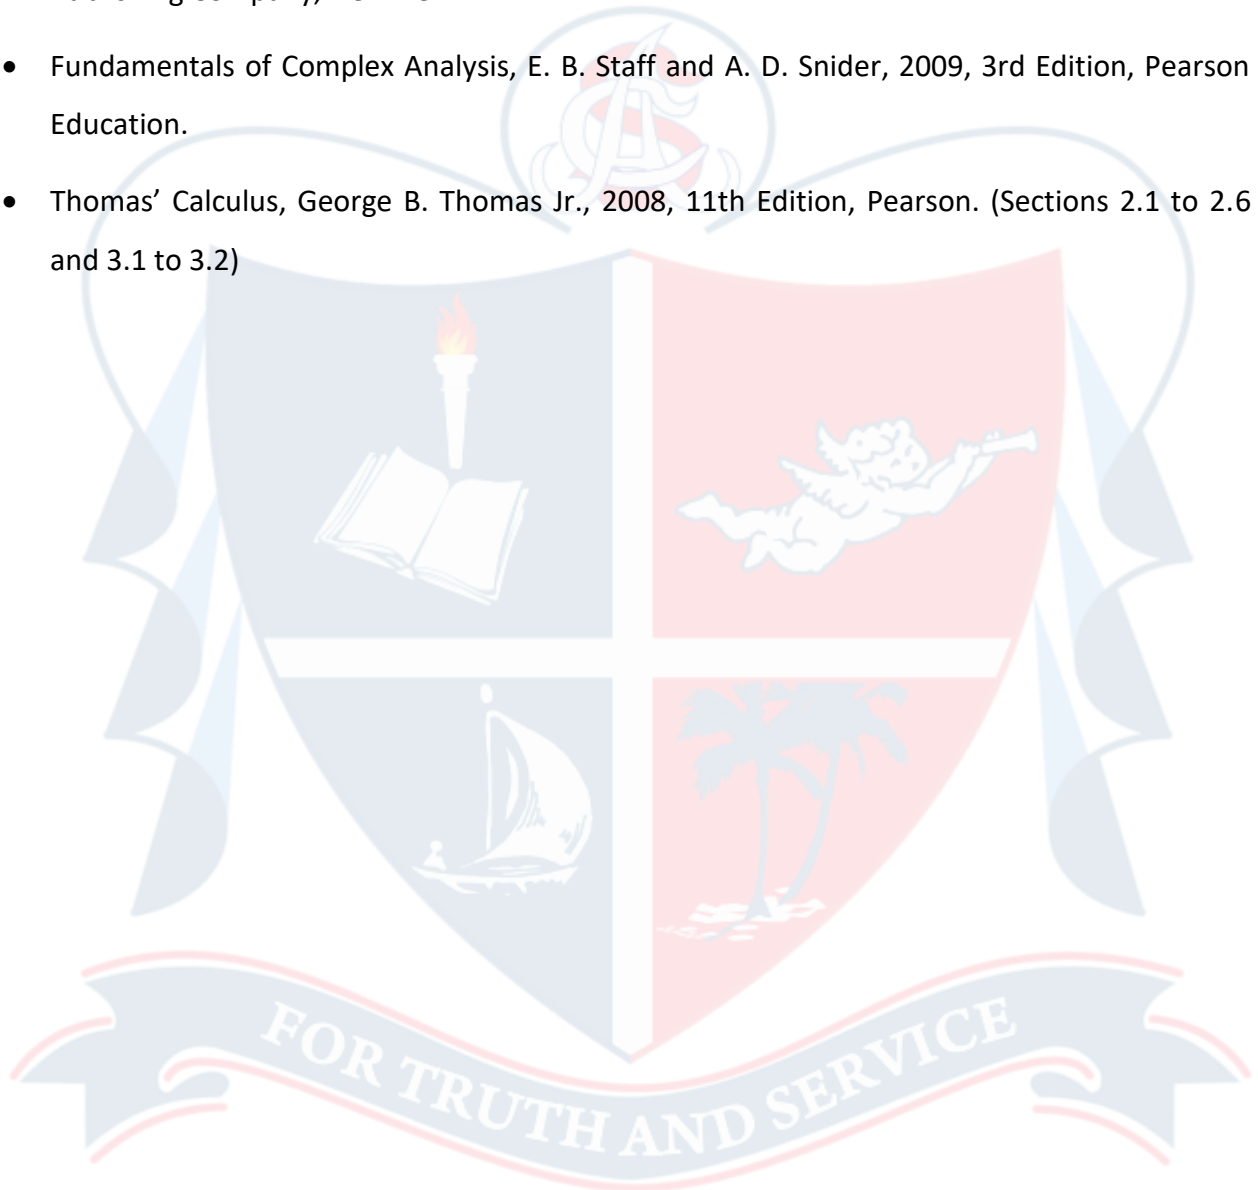 • Fundamentals of Complex Analysis, E. B. Staff and A. D. Snider, 2009, 3rd Edition, Pearson
Education.
• Thomas’ Calculus, George B. Thomas Jr., 2008, 11th Edition, Pearson. (Sections 2.1 to 2.6
and 3.1 to 3.2)
FOR TRUTH AND SERVICE